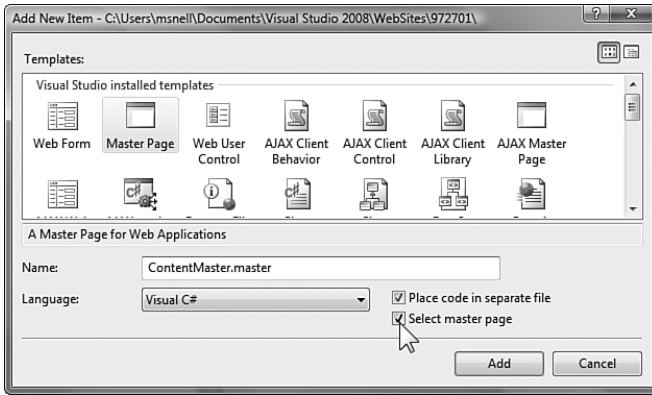 Add New Item - C:\Users\msnell\Documents\Visual Studio 2008\WebSites\972701\
Templates:
Visual Studio installed templates
Web Form
Master Page
Web User Control
AJAX Client Behavior
AJAX Client Control
AJAX Client Library
AJAX Master Page
A Master Page for Web Applications
Name:
ContentMaster.master
Language:
Visual C#
Place code in separate file
Select master page
Add
Cancel